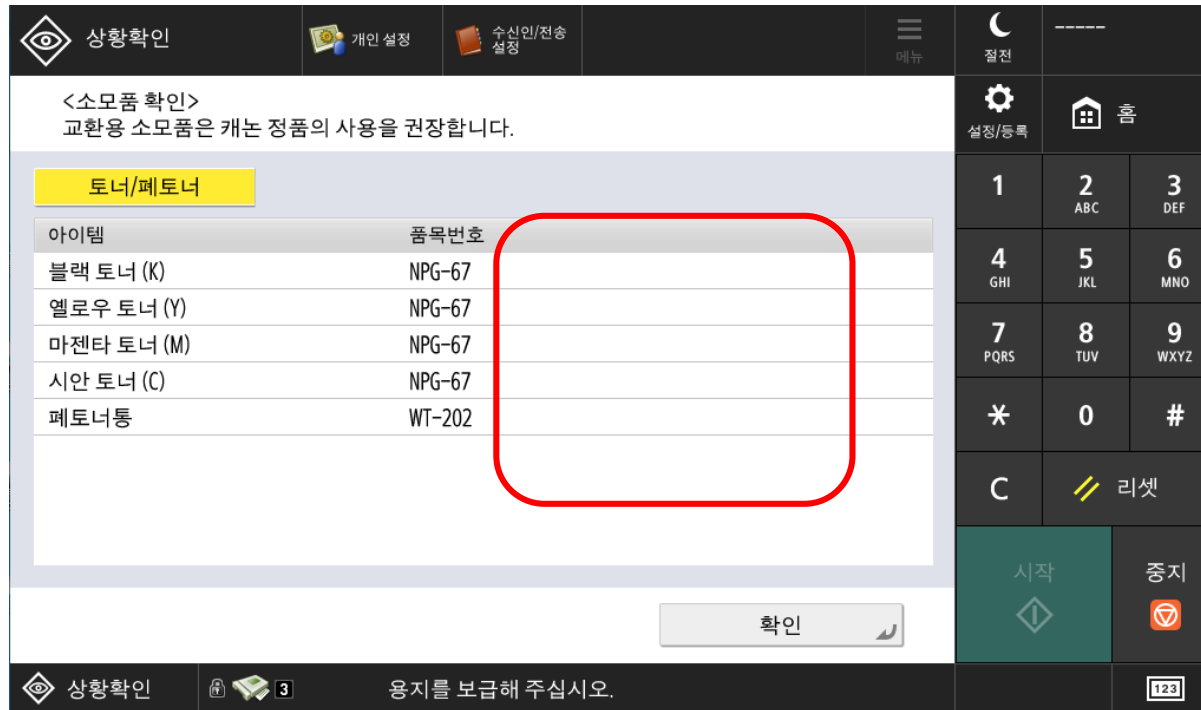 상황확인
개인 설정
수신인/전송
설정
메뉴
절전
-----
<소모품 확인>
교환용 소모품은 캐논 정품의 사용을 권장합니다.
설정/등록
홈
토너/폐토너
아이템 품목번호
블랙 토너 (K) NPG-67
옐로우 토너 (Y) NPG-67
마젠타 토너 (M) NPG-67
시안 토너 (C) NPG-67
폐토너통 WT-202
확인
1 2 3
ABC DEF
4 5 6
GHI JKL MNO
7 8 9
PQRS TUV WXYZ
* 0 #
C 리셋
시작 중지
상황확인 3 용지를 보급해 주십시오. 123